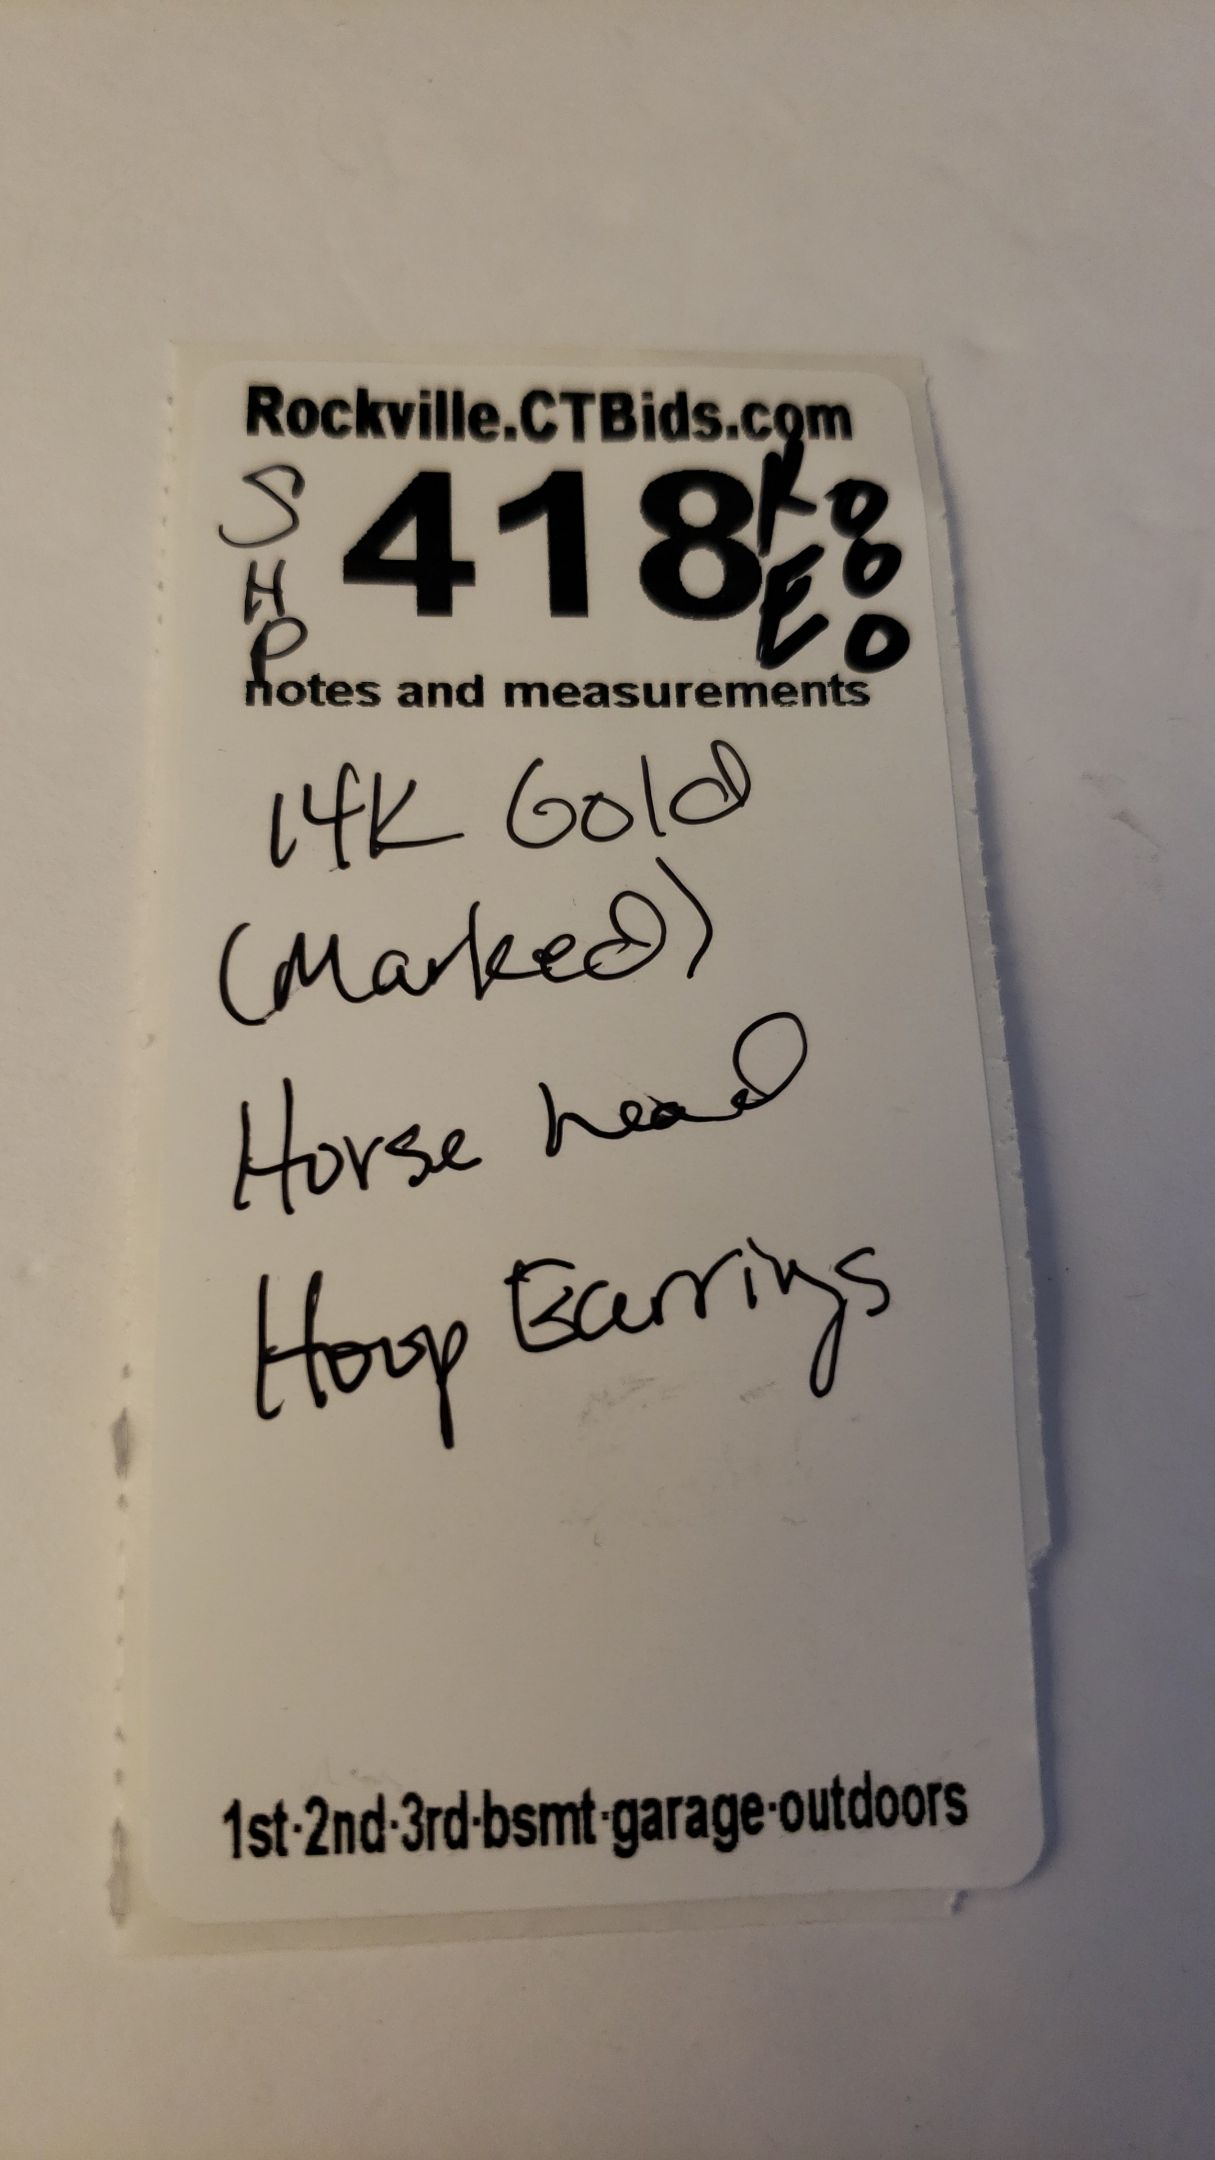 Rockville.CTBids.com
SHP
418
notes and measurements
14K Gold
(Marked)
Horse head
Hoop Earrings
1st·2nd·3rd·bsmt·garage·outdoors